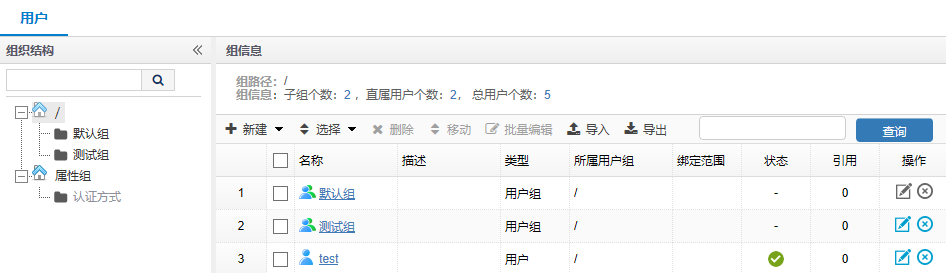 用户
组织结构
组信息
组路径: /
组信息: 子组个数: 2 , 直属用户个数: 2, 总用户个数: 5
/
默认组
测试组
属性组
认证方式
新建 选择 删除 移动 批量编辑 导入 导出 查询
名称 描述 类型 所属用户组 绑定范围 状态 引用 操作
1 默认组 用户组 / - 0
2 测试组 用户组 / - 0
3 test 用户 / 0